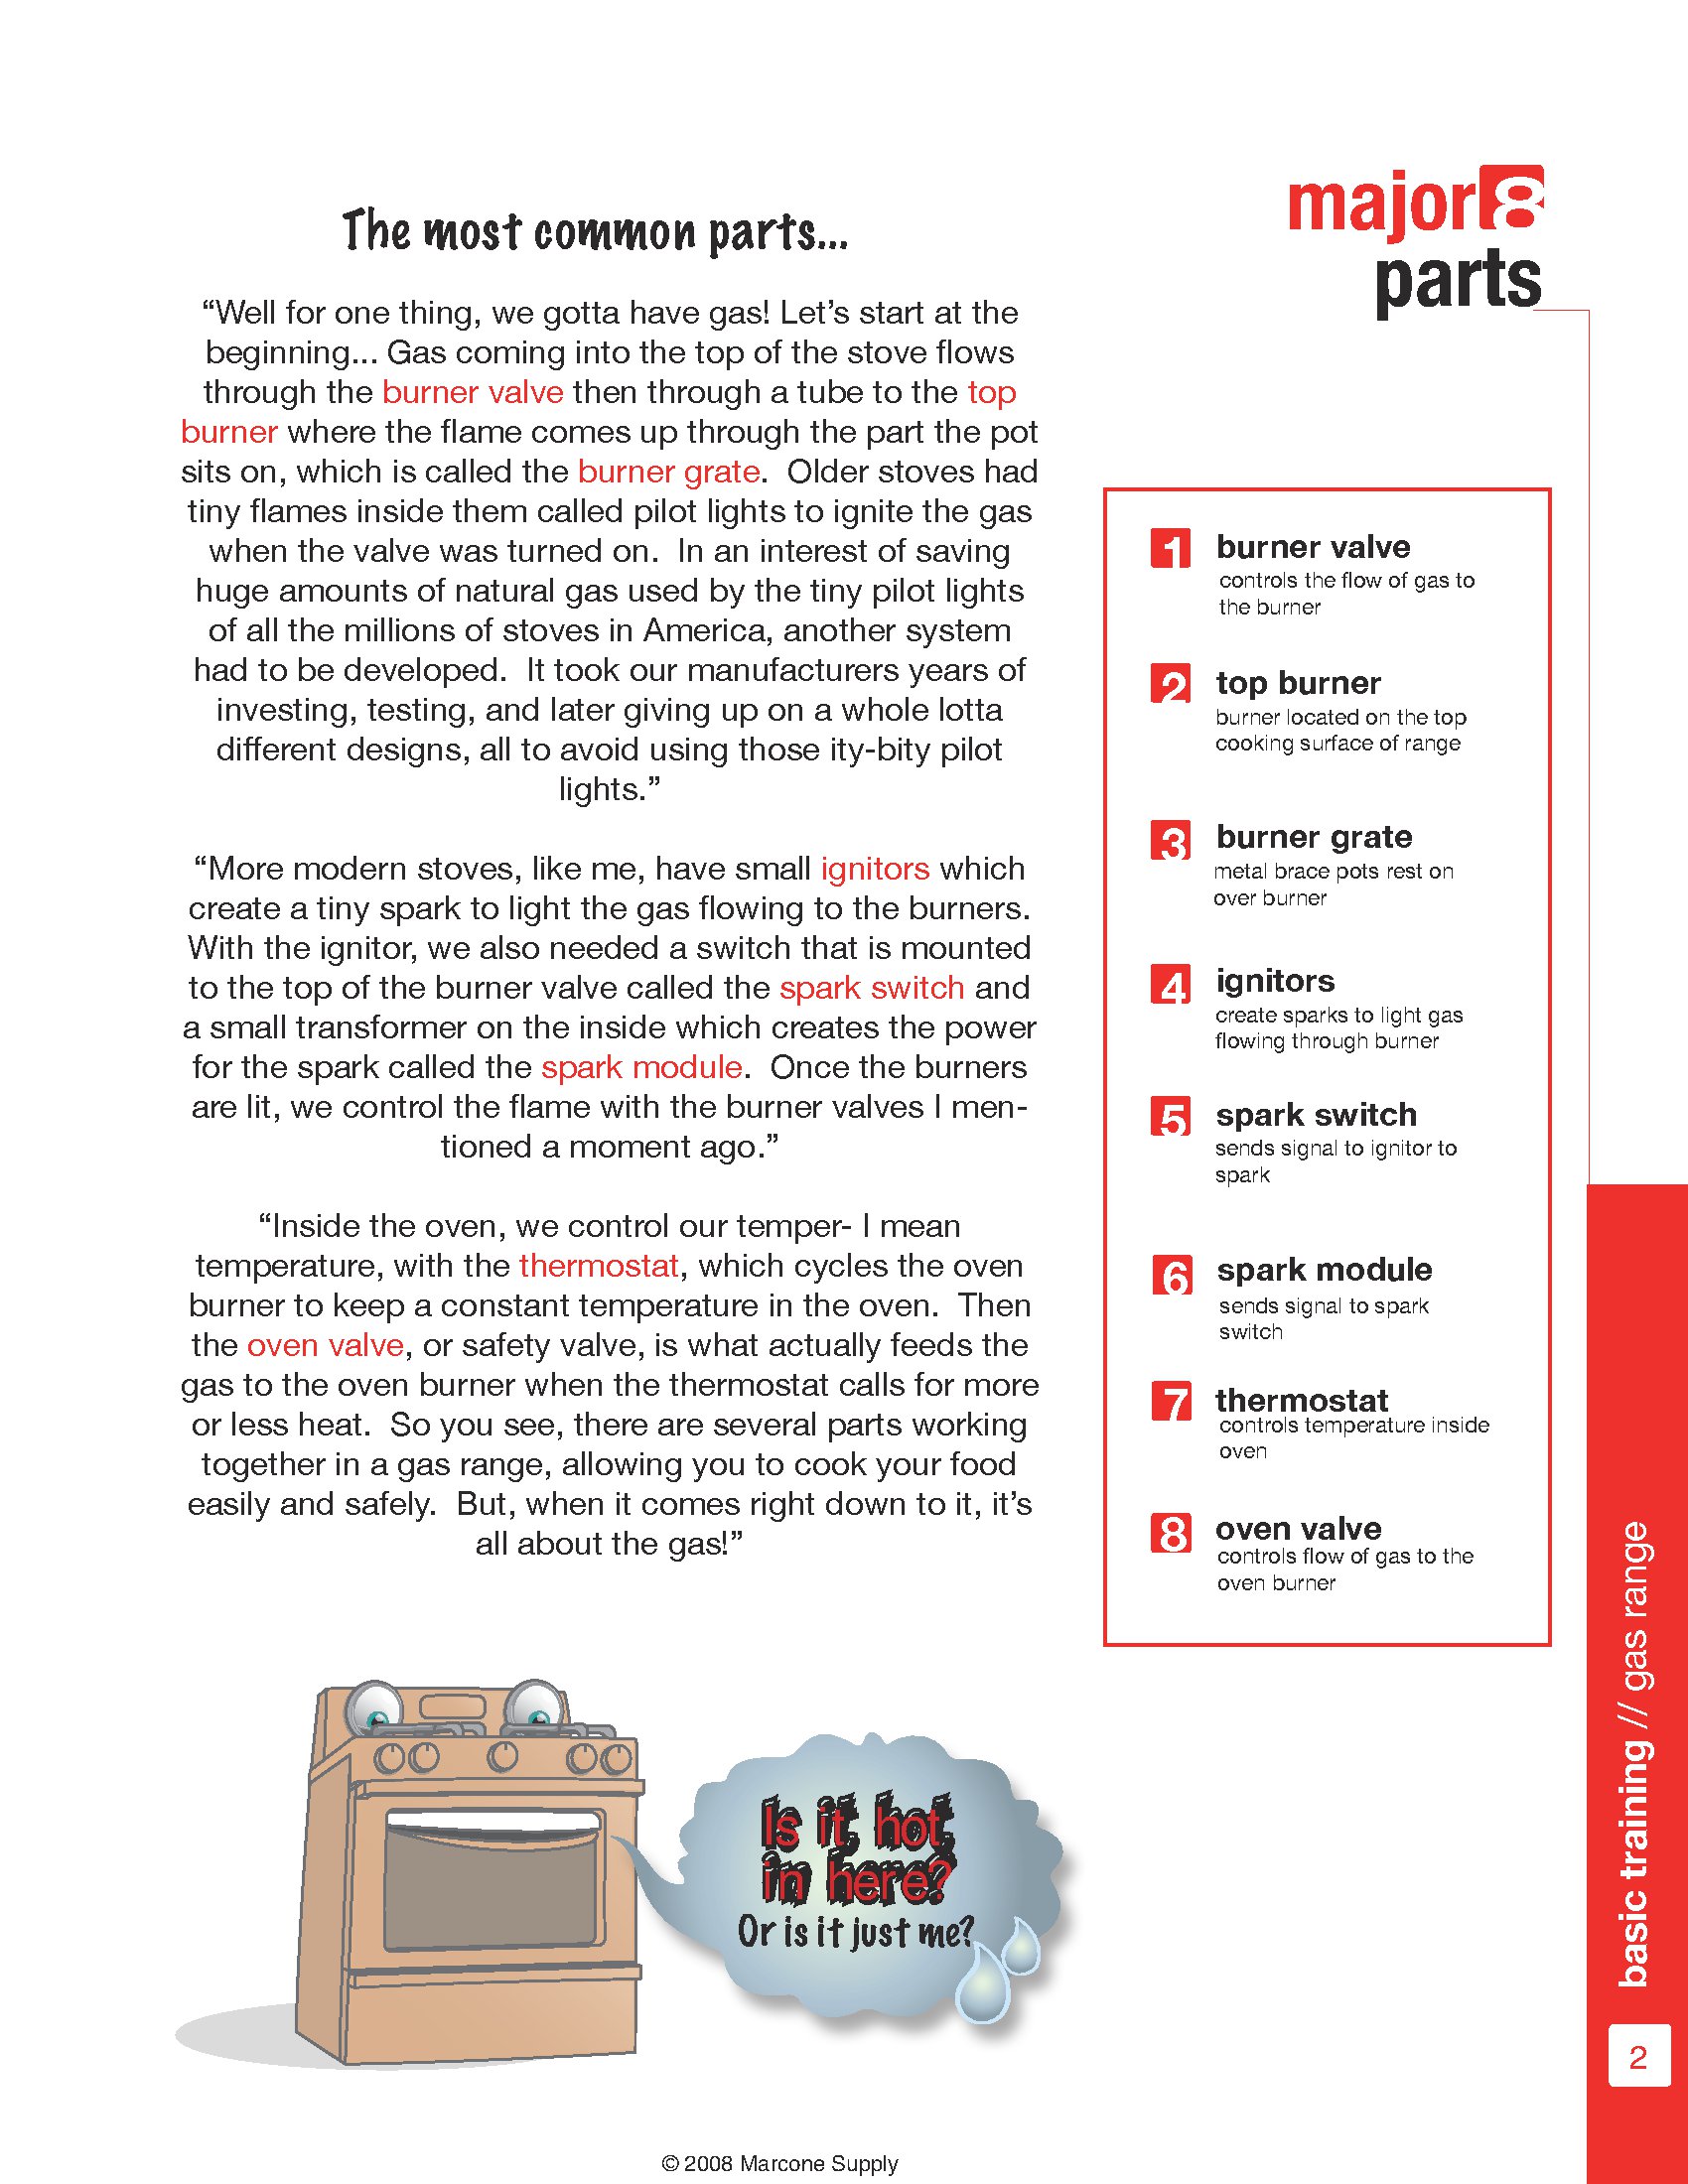 The most common parts...
“Well for one thing, we gotta have gas! Let’s start at the
beginning... Gas coming into the top of the stove flows
through the burner valve then through a tube to the top
burner where the flame comes up through the part the pot
sits on, which is called the burner grate.  Older stoves had
tiny flames inside them called pilot lights to ignite the gas
when the valve was turned on.  In an interest of saving
huge amounts of natural gas used by the tiny pilot lights
of all the millions of stoves in America, another system
had to be developed.  It took our manufacturers years of
investing, testing, and later giving up on a whole lotta
different designs, all to avoid using those ity-bity pilot
lights.”
“More modern stoves, like me, have small ignitors which
create a tiny spark to light the gas flowing to the burners.
With the ignitor, we also needed a switch that is mounted
to the top of the burner valve called the spark switch and
a small transformer on the inside which creates the power
for the spark called the spark module.  Once the burners
are lit, we control the flame with the burner valves I men-
tioned a moment ago.”
“Inside the oven, we control our temper- I mean
temperature, with the thermostat, which cycles the oven
burner to keep a constant temperature in the oven.  Then
the oven valve, or safety valve, is what actually feeds the
gas to the oven burner when the thermostat calls for more
or less heat.  So you see, there are several parts working
together in a gas range, allowing you to cook your food
easily and safely.  But, when it comes right down to it, it’s
all about the gas!”
major8
parts
1 burner valve
controls the flow of gas to
the burner
2 top burner
burner located on the top
cooking surface of range
3 burner grate
metal brace pots rest on
over burner
4 ignitors
create sparks to light gas
flowing through burner
5 spark switch
sends signal to ignitor to
spark
6 spark module
sends signal to spark
switch
7 thermostat
controls temperature inside
oven
8 oven valve
controls flow of gas to the
oven burner
Is it hot
in here?
Or is it just me?
basic training // gas range
2
© 2008 Marcone Supply